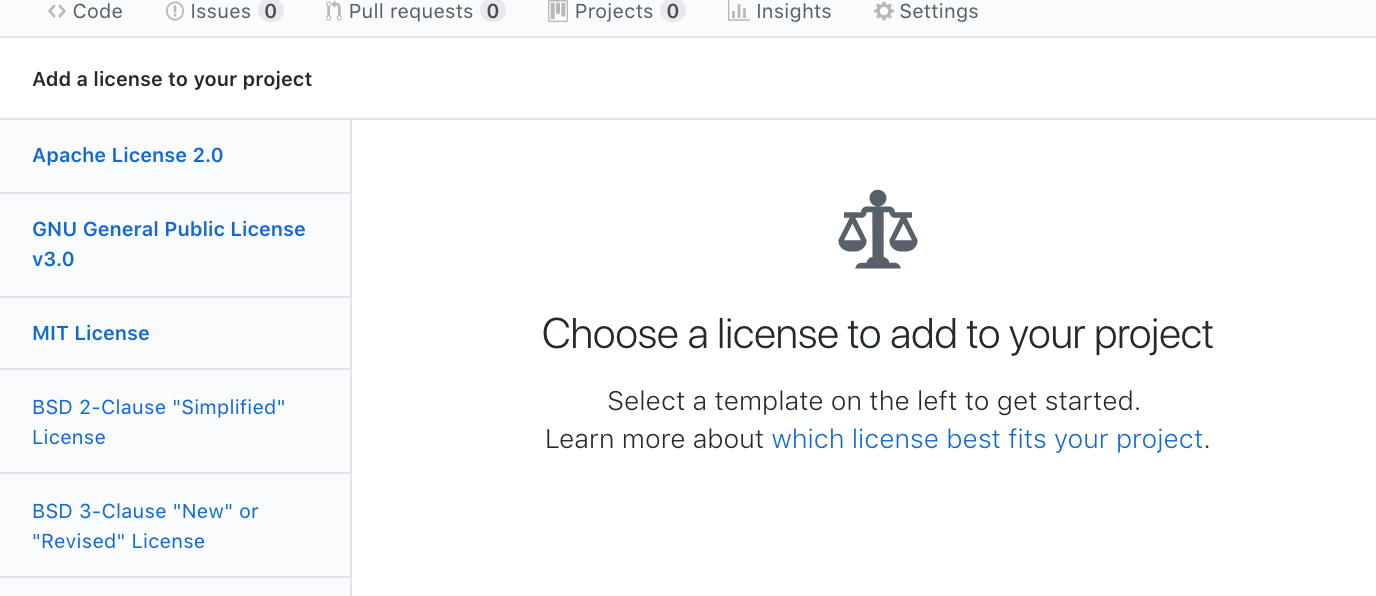 Code Issues 0 Pull requests 0 Projects 0 Insights Settings
Add a license to your project
Apache License 2.0
GNU General Public License
v3.0
MIT License
BSD 2-Clause "Simplified"
License
BSD 3-Clause "New" or
"Revised" License
Choose a license to add to your project
Select a template on the left to get started.
Learn more about which license best fits your project.